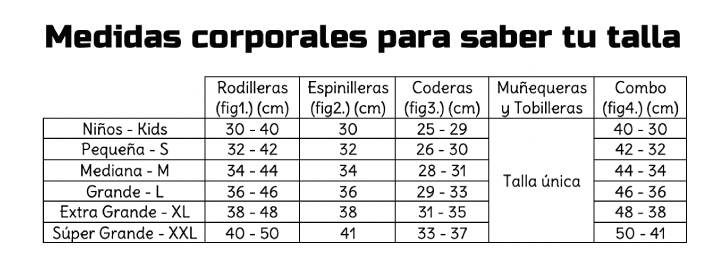 Medidas corporales para saber tu talla
Rodilleras Espinilleras Coderas Muñequeras Combo
(fig1.) (cm) (fig2.) (cm) (fig3.) (cm) y Tobilleras (fig4.) (cm)
Niños - Kids 30 - 40 30 25 - 29 40 - 30
Pequeña - S 32 - 42 32 26 - 30 42 - 32
Mediana - M 34 - 44 34 28 - 31 44 - 34
Talla única
Grande - L 36 - 46 36 29 - 33 46 - 36
Extra Grande - XL 38 - 48 38 31 - 35 48 - 38
Súper Grande - XXL 40 - 50 41 33 - 37 50 - 41